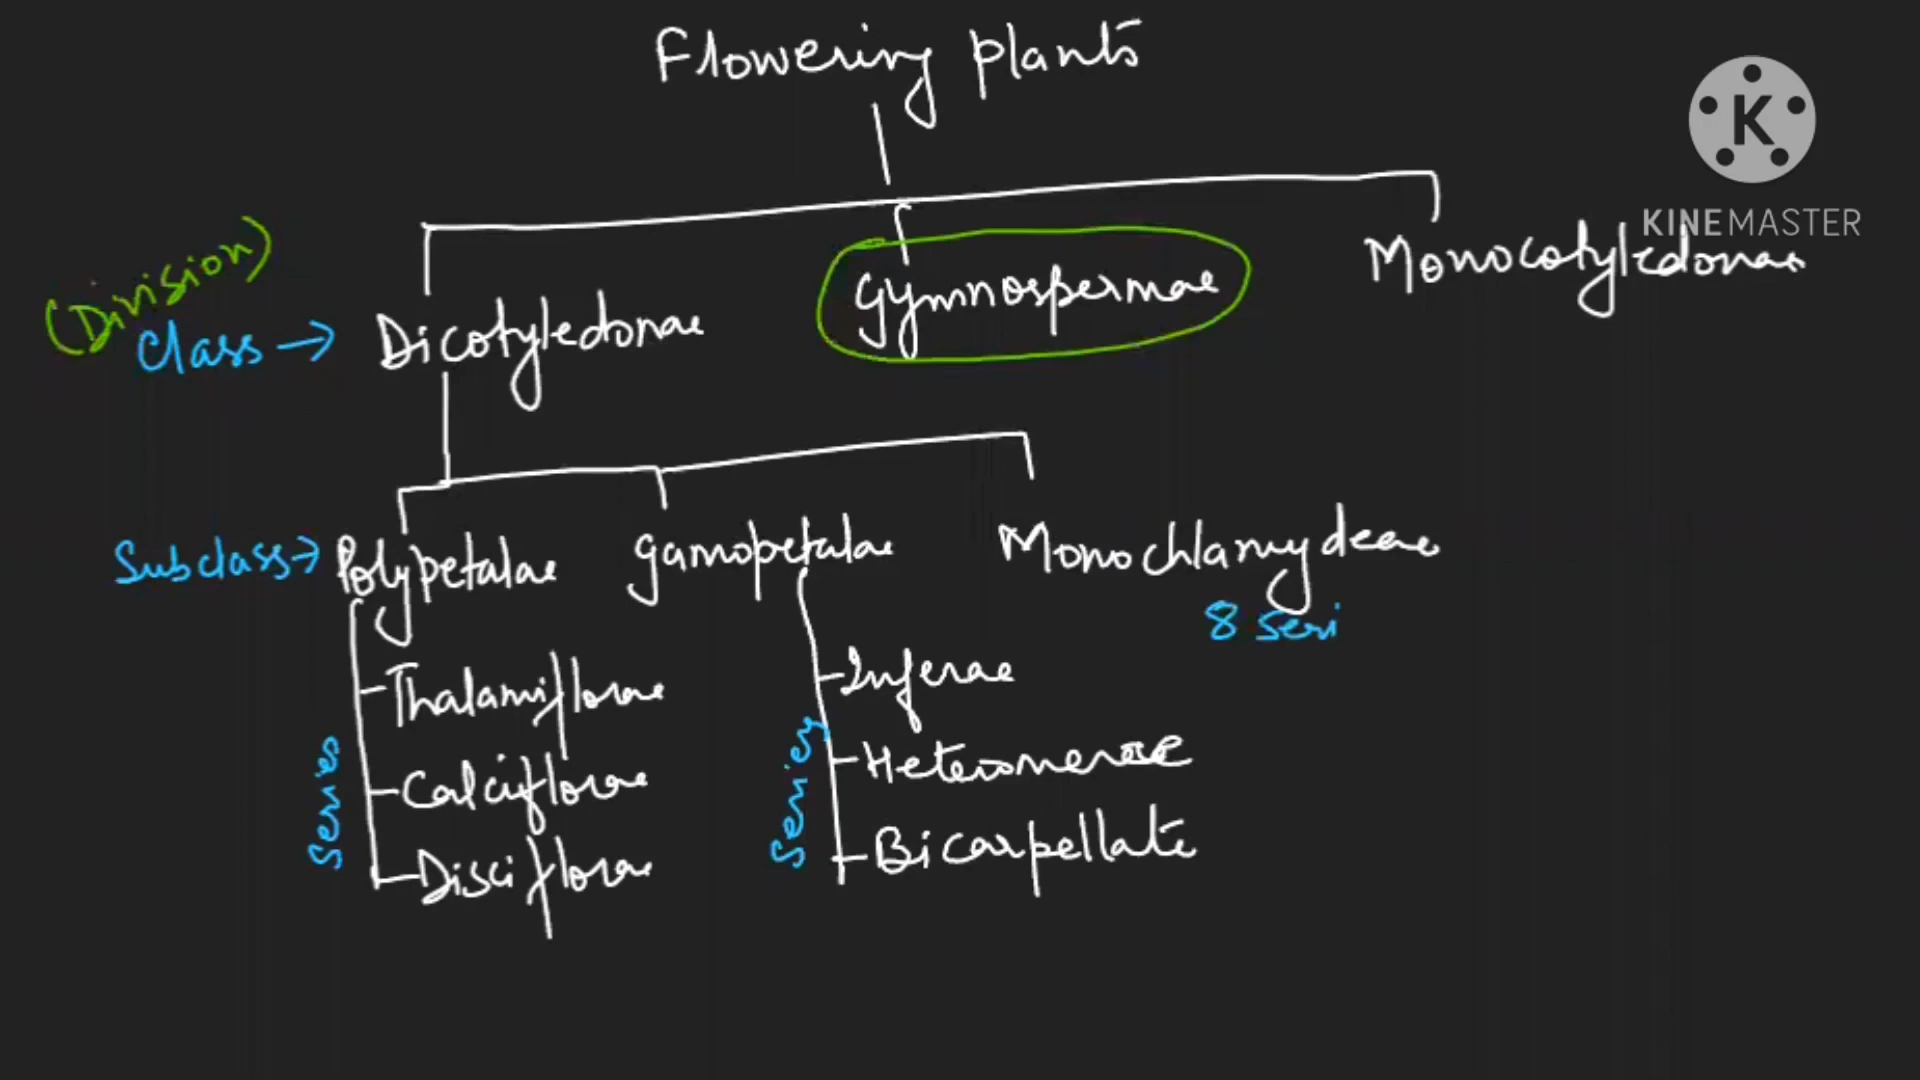 Flowering plants
K
KINEMASTER
(Division)
Class → Dicotyledonae Gymnospermae Monocotyledonae
Subclass → Polypetalae Gamopetalae Monochlamydeae
8 Seri
Series
Thalamiflorae
Calciflorae
Disciflorae
Series
Inferae
Heteromerae
Bicarpellate